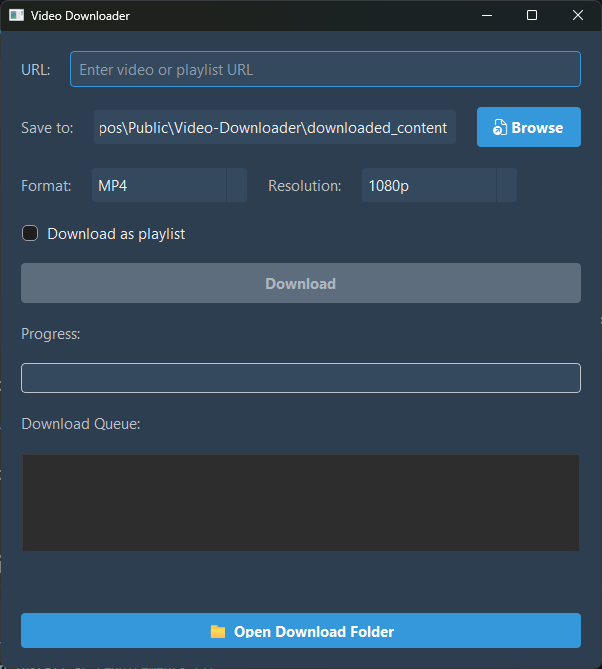 Video Downloader
URL: Enter video or playlist URL
Save to: pos\Public\Video-Downloader\downloaded_content Browse
Format: MP4 Resolution: 1080p
Download as playlist
Download
Progress:
Download Queue:
Open Download Folder